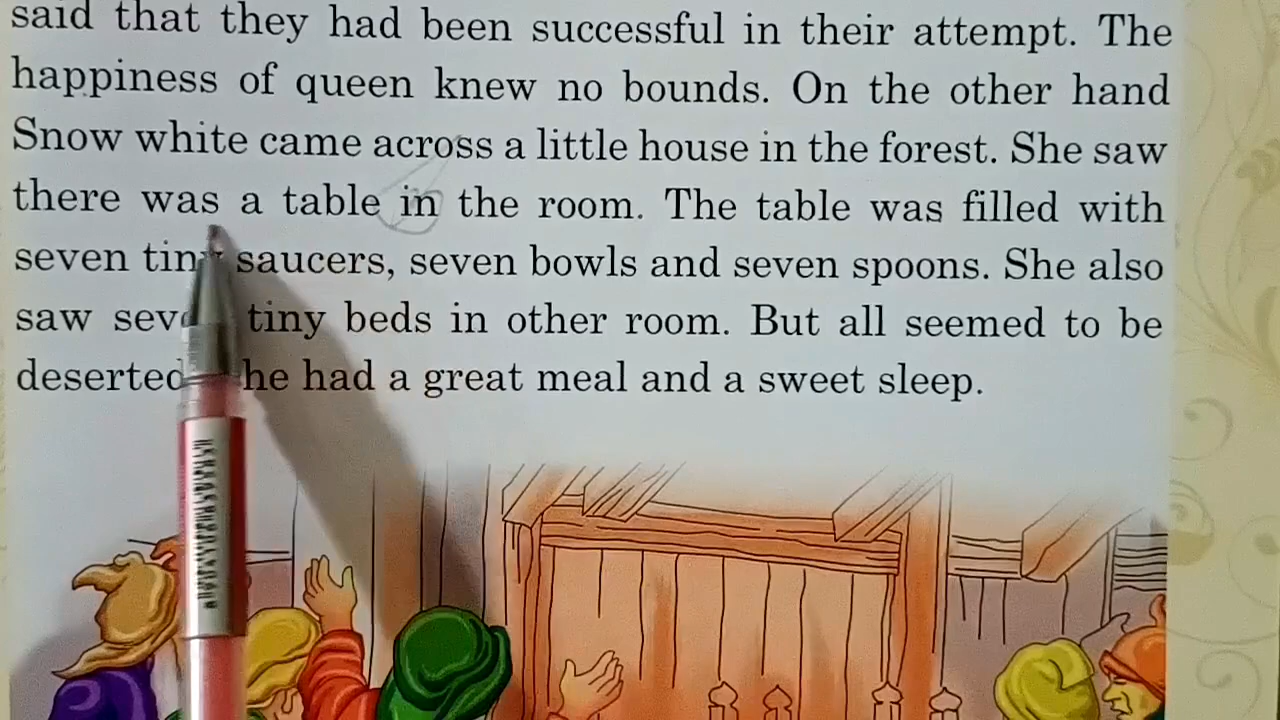 said that they had been successful in their attempt. The
happiness of queen knew no bounds. On the other hand
Snow white came across a little house in the forest. She saw
there was a table in the room. The table was filled with
seven tiny saucers, seven bowls and seven spoons. She also
saw tiny beds in other room. But all seemed to be
deserted he had a great meal and a sweet sleep.